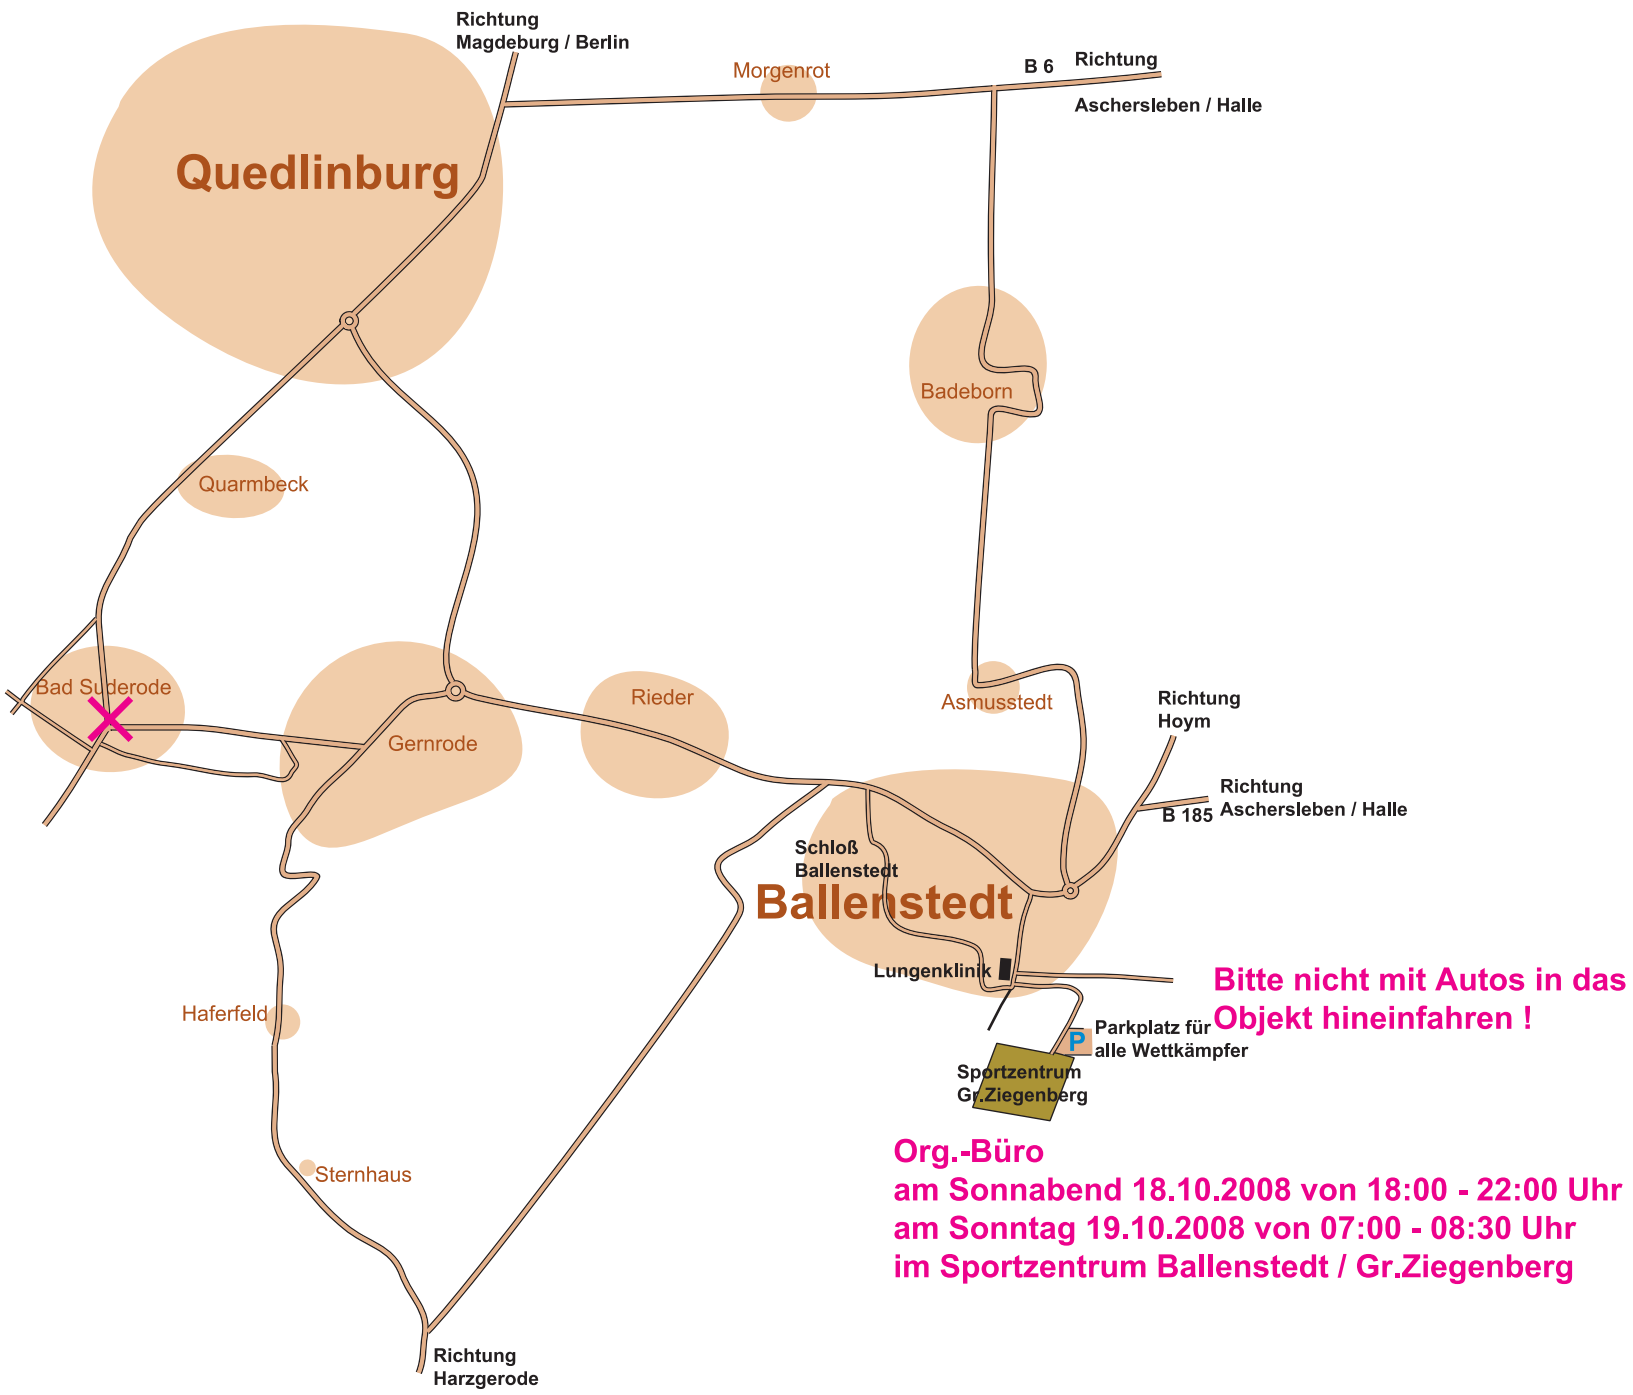 Richtung
Magdeburg / Berlin
Morgenrot
B 6
Richtung
Aschersleben / Halle
Quedlinburg
Badeborn
Quarmbeck
Bad Suderode
Gernrode
Rieder
Asmusstedt
Richtung
Hoym
Richtung
Aschersleben / Halle
B 185
Schloß
Ballenstedt
Ballenstedt
Lungenklinik
Bitte nicht mit Autos in das
Objekt hineinfahren !
Haferfeld
P
Parkplatz für
alle Wettkämpfer
Sportzentrum
Gr.Ziegenberg
Sternhaus
Org.-Büro
am Sonnabend 18.10.2008 von 18:00 - 22:00 Uhr
am Sonntag 19.10.2008 von 07:00 - 08:30 Uhr
im Sportzentrum Ballenstedt / Gr.Ziegenberg
Richtung
Harzgerode